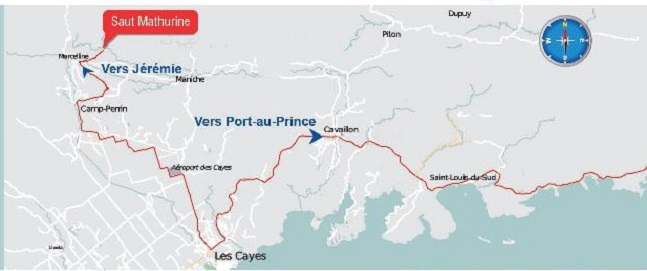 Saut Mathurine
Dupuy
Pilon
N
Marcelline
Vers Jérémie
Maniche
Camp-Perrin
Vers Port-au-Prince
Cavaillon
Aéroport des Cayes
Saint-Louis-du-Sud
Les Cayes